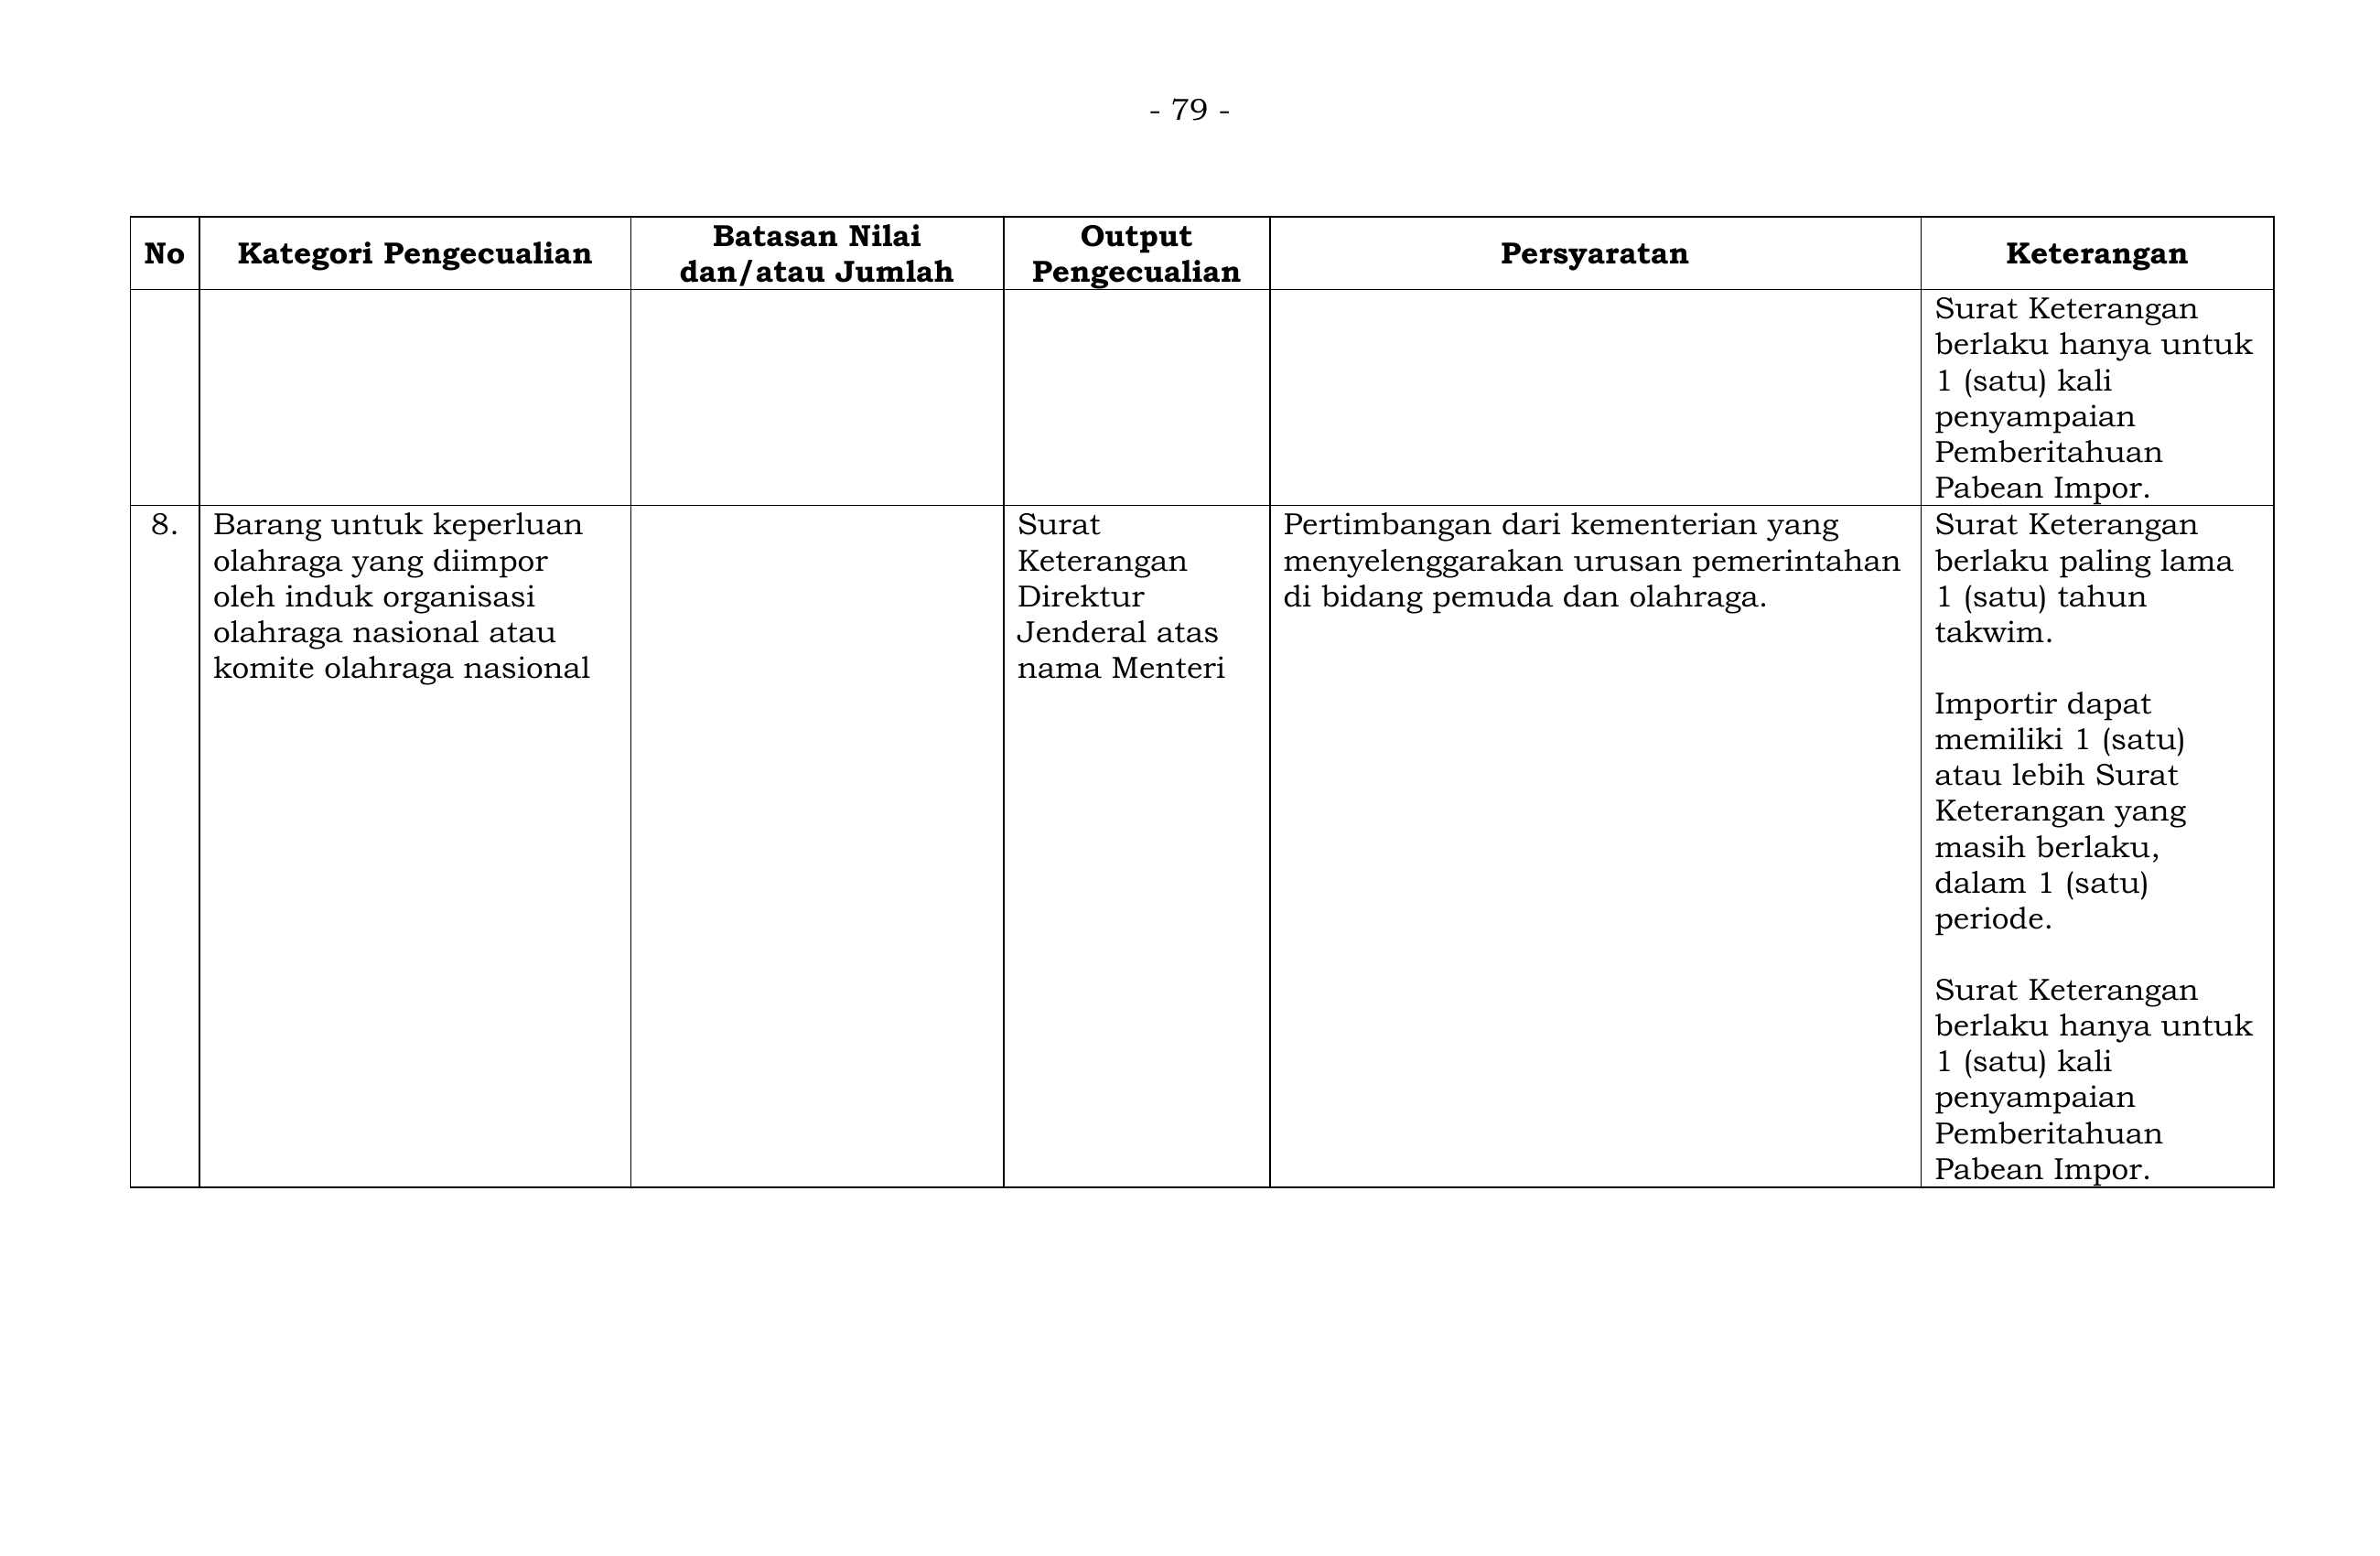 - 79 -
No
Kategori Pengecualian
Batasan Nilai
dan/atau Jumlah
Output
Pengecualian
Persyaratan
Keterangan
Surat Keterangan
berlaku hanya untuk
1 (satu) kali
penyampaian
Pemberitahuan
Pabean Impor.
8.
Barang untuk keperluan
olahraga yang diimpor
oleh induk organisasi
olahraga nasional atau
komite olahraga nasional
Surat
Keterangan
Direktur
Jenderal atas
nama Menteri
Pertimbangan dari kementerian yang
menyelenggarakan urusan pemerintahan
di bidang pemuda dan olahraga.
Surat Keterangan
berlaku paling lama
1 (satu) tahun
takwim.
Importir dapat
memiliki 1 (satu)
atau lebih Surat
Keterangan yang
masih berlaku,
dalam 1 (satu)
periode.
Surat Keterangan
berlaku hanya untuk
1 (satu) kali
penyampaian
Pemberitahuan
Pabean Impor.